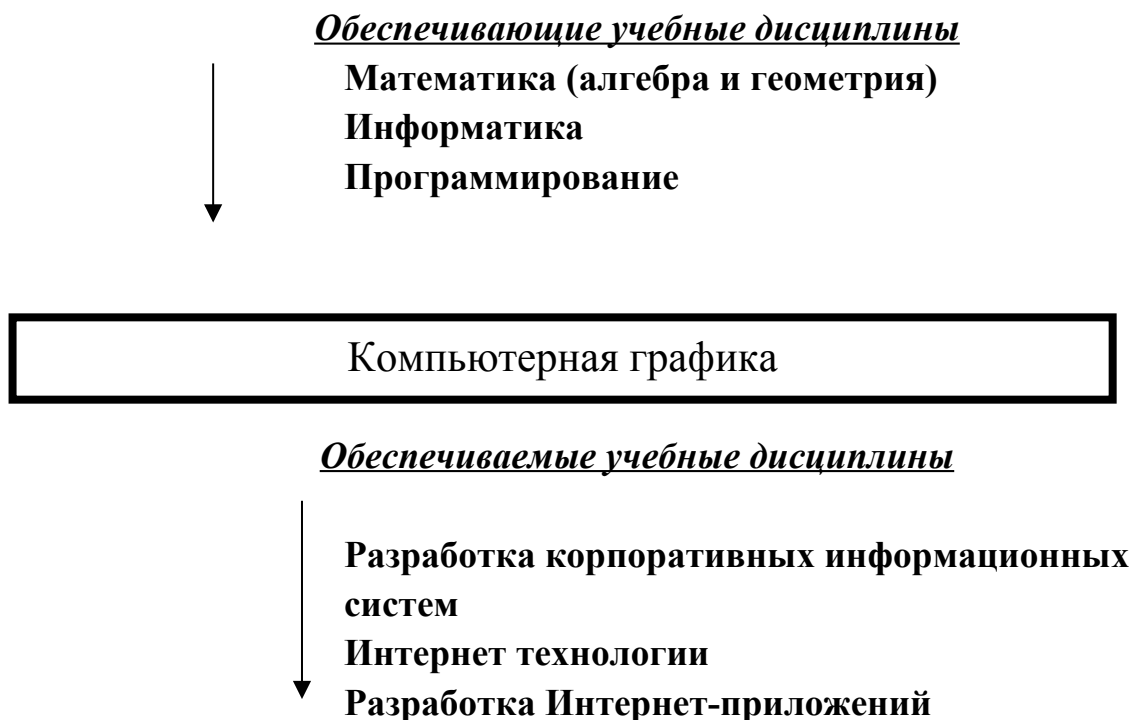 Обеспечивающие учебные дисциплины
Математика (алгебра и геометрия)
Информатика
Программирование
Компьютерная графика
Обеспечиваемые учебные дисциплины
Разработка корпоративных информационных
систем
Интернет технологии
Разработка Интернет-приложений